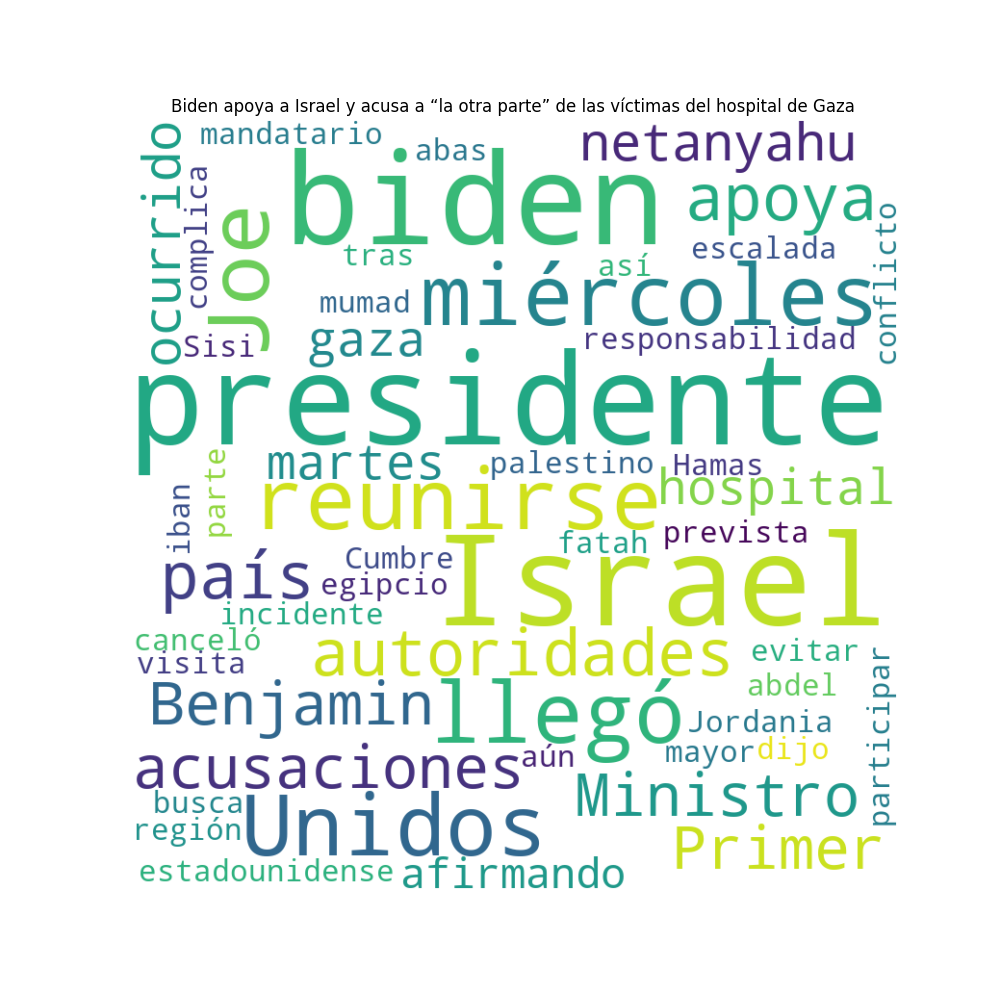 Biden apoya a Israel y acusa a “la otra parte” de las víctimas del hospital de Gaza
ocurrido
mandatario
abas
netanyahu
complica
Joe
biden
apoya
tras
así
escalada
conflicto
mumad
miércoles
Sisi
gaza
responsabilidad
presidente
martes
palestino
Hamas
parte
iban
reunirse
hospital
prevista
país
Cumbre
fatah
egipcio
Israel
incidente
canceló
visita
autoridades
evitar
abdel
participar
Benjamin
llegó
Jordania
acusaciones
aún
mayor
dijo
busca
región
Unidos
Ministro
Primer
estadounidense
afirmando